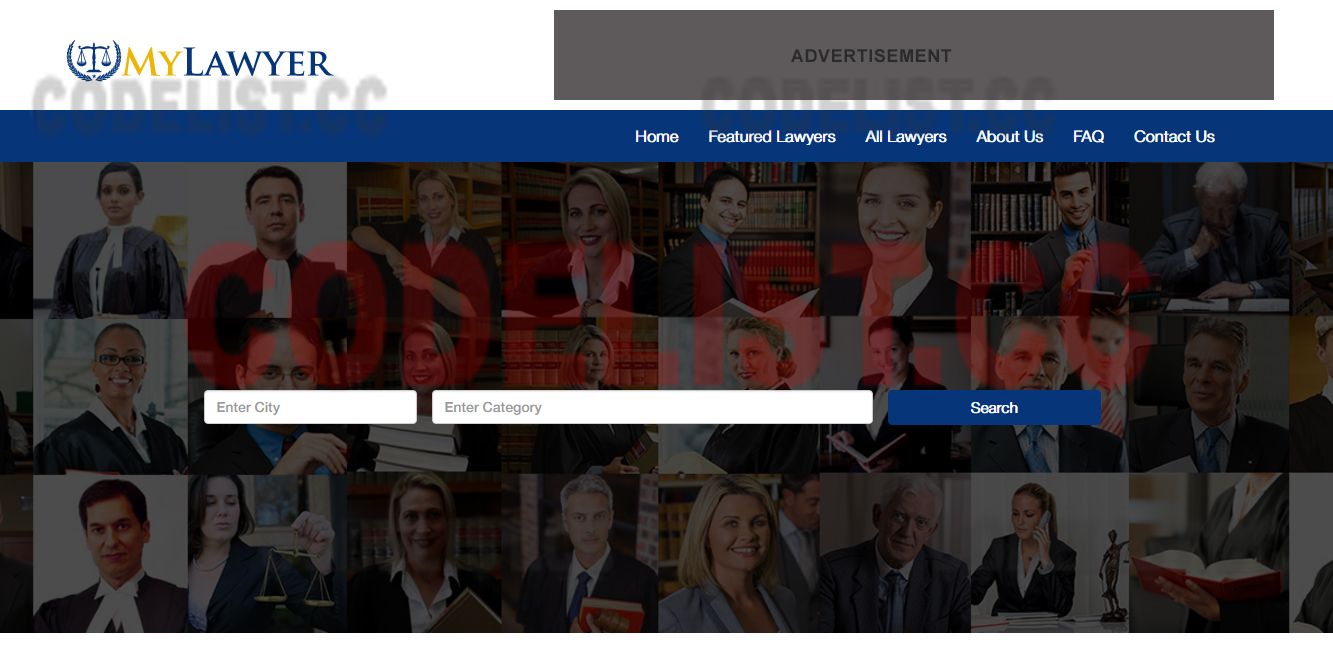 MYLAWYER
ADVERTISEMENT
CODELIST.CC
CODELIST.CC
Home Featured Lawyers All Lawyers About Us FAQ Contact Us
CODELIST.CC
Enter City Enter Category Search